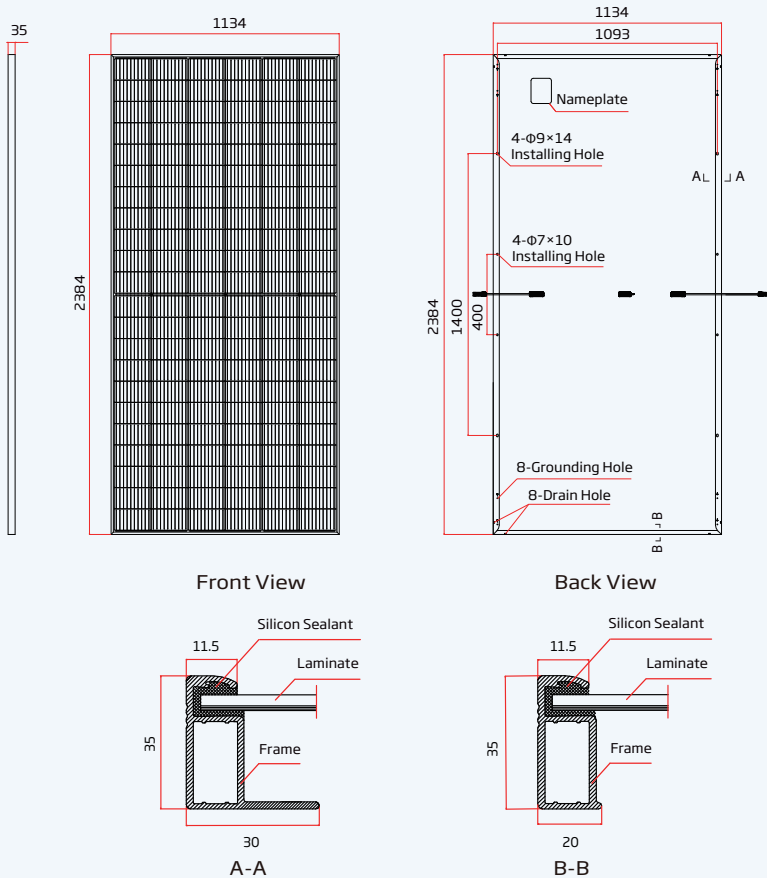 35
1134
2384
Front View
1134
1093
Nameplate
4-Φ9×14
Installing Hole
A
A
4-Φ7×10
Installing Hole
2384
1400
400
8-Grounding Hole
8-Drain Hole
B
B
Back View
Silicon Sealant
11.5
Laminate
35
Frame
30
A-A
Silicon Sealant
11.5
Laminate
35
Frame
20
B-B